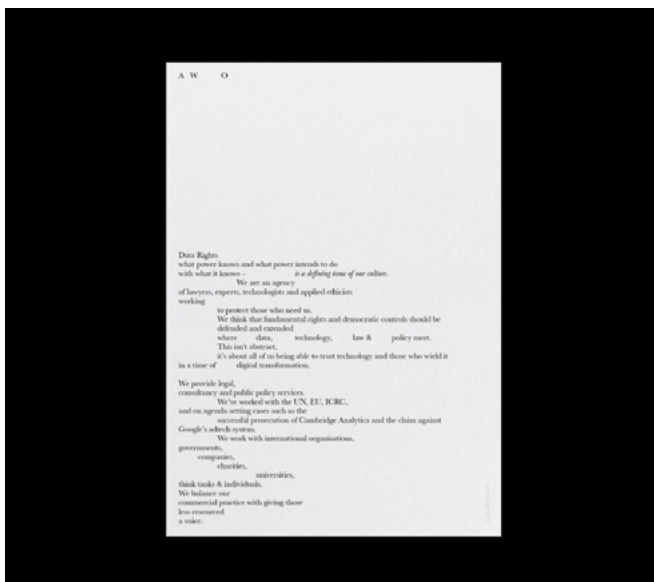 A W O
Data Rights
what power knows and what power intends to do
with what it knows – is a defining issue of our culture.
We are an agency
of lawyers, experts, technologists and applied ethicists
working
to protect those who need us.
We think that fundamental rights and democratic controls should be
defended and extended
where data, technology, law & policy meet.
This isn't abstract,
it's about all of us being able to trust technology and those who wield it
in a time of digital transformation.
We provide legal,
consultancy and public policy services.
We've worked with the UN, EU, ICRC,
and on agenda-setting cases such as the
successful prosecution of Cambridge Analytica and the claim against
Google's adtech system.
We work with international organisations,
governments,
companies,
charities,
universities,
think tanks & individuals.
We balance our
commercial practice with giving those
less-resourced
a voice.